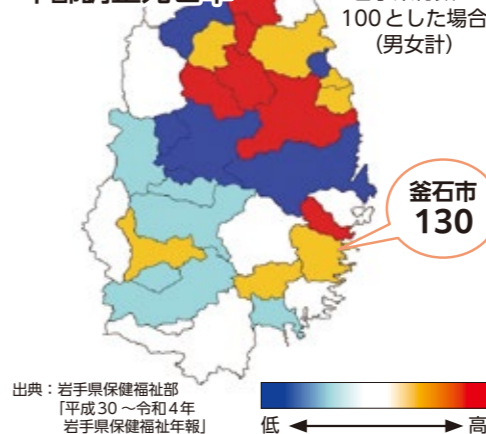 100とした場合
（男女計）
釜石市
130
出典：岩手県保健福祉部
「平成30～令和4年
岩手県保健福祉年報」
低
高